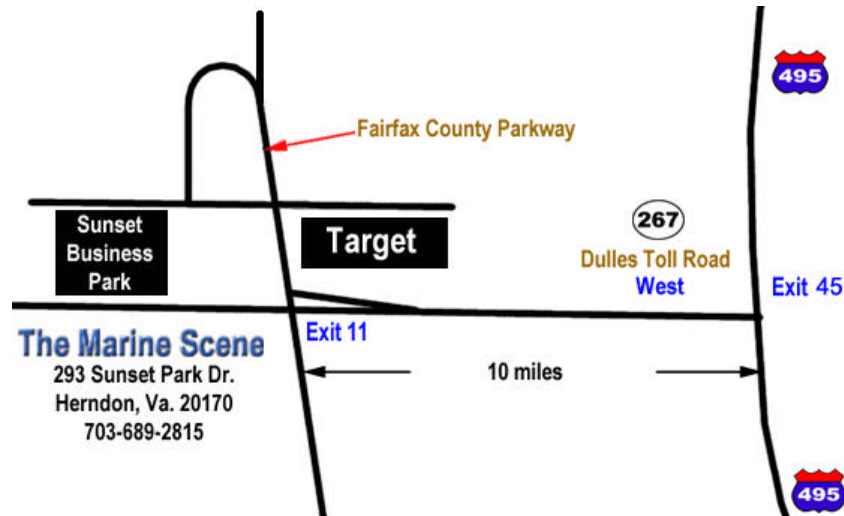 495
Fairfax County Parkway
Sunset
Business
Park
Target
267
Dulles Toll Road
West
Exit 45
Exit 11
The Marine Scene
293 Sunset Park Dr.
Herndon, Va. 20170
703-689-2815
10 miles
495